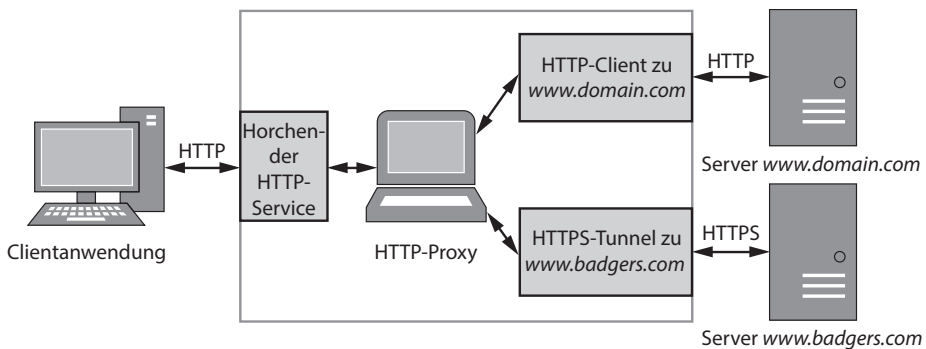 HTTP-Client zu
www.domain.com
HTTP
Server www.domain.com
HTTP
Horchen-
der
HTTP-
Service
Clientanwendung
HTTP-Proxy
HTTPS-Tunnel zu
www.badgers.com
HTTPS
Server www.badgers.com